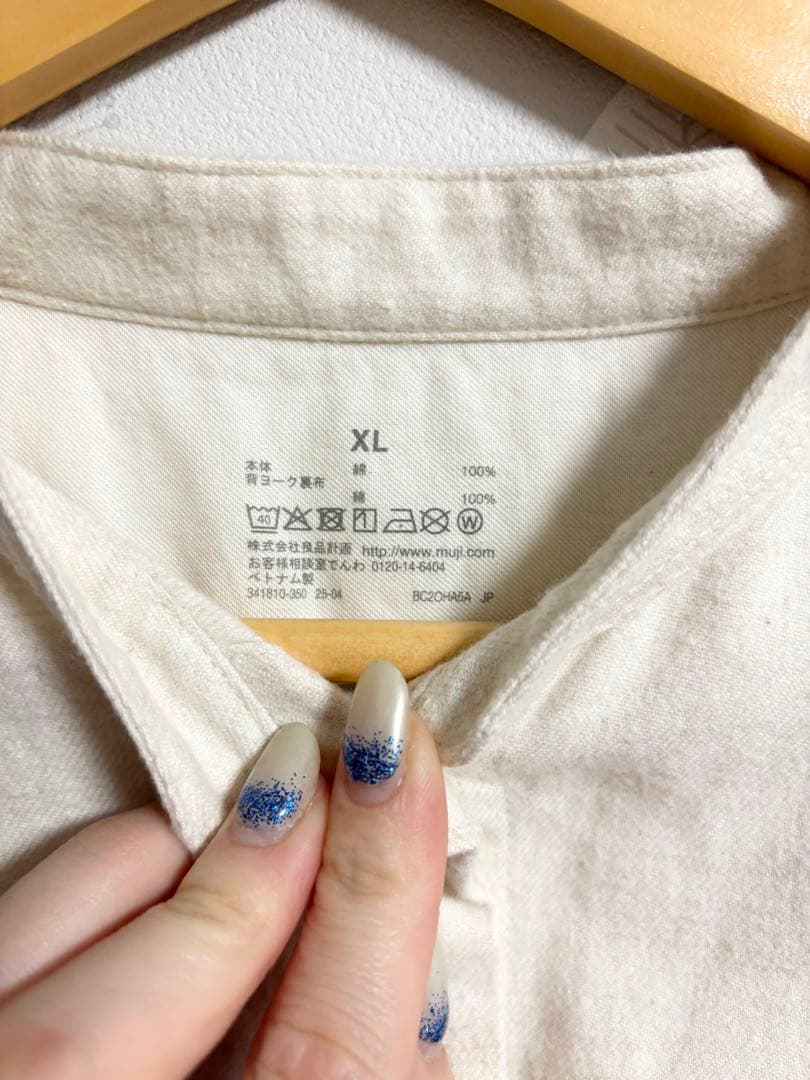 XL
本体 綿 100%
背ヨーク裏布
綿 100%
40 1 W
株式会社良品計画 http://www.muji.com
お客様相談室でんわ 0120-14-6404
ベトナム製
341810-350 25-04 BC2OHA5A JP